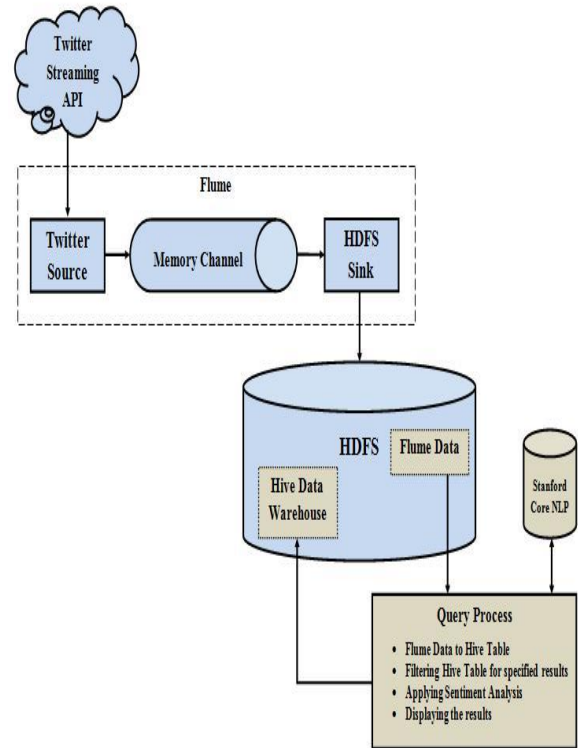 Twitter
Streaming
API
Flume
Twitter
Source
Memory Channel
HDFS
Sink
HDFS
Flume Data
Hive Data
Warehouse
Stanford
Core NLP
Query Process
• Flume Data to Hive Table
• Filtering Hive Table for specified results
• Applying Sentiment Analysis
• Displaying the results